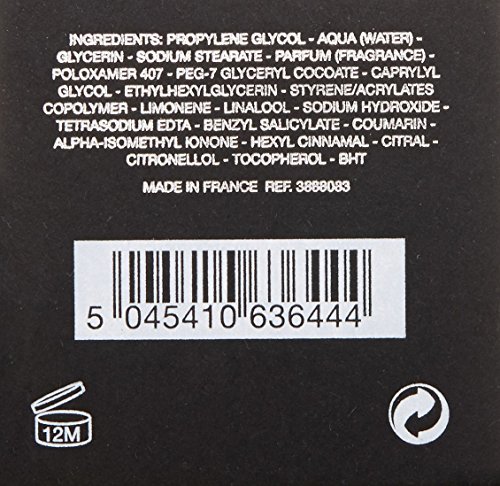 INGREDIENTS: PROPYLENE GLYCOL - AQUA (WATER) -
GLYCERIN - SODIUM STEARATE - PARFUM (FRAGRANCE) -
POLOXAMER 407 - PEG-7 GLYCERYL COCOATE - CAPRYLYL
GLYCOL - ETHYLHEXYLGLYCERIN - STYRENE/ACRYLATES
COPOLYMER - LIMONENE - LINALOOL - SODIUM HYDROXIDE -
TETRASODIUM EDTA - BENZYL SALICYLATE - COUMARIN -
ALPHA-ISOMETHYL IONONE - HEXYL CINNAMAL - CITRAL -
CITRONELLOL - TOCOPHEROL - BHT
MADE IN FRANCE REF. 3888083
5 045410 636444
12M